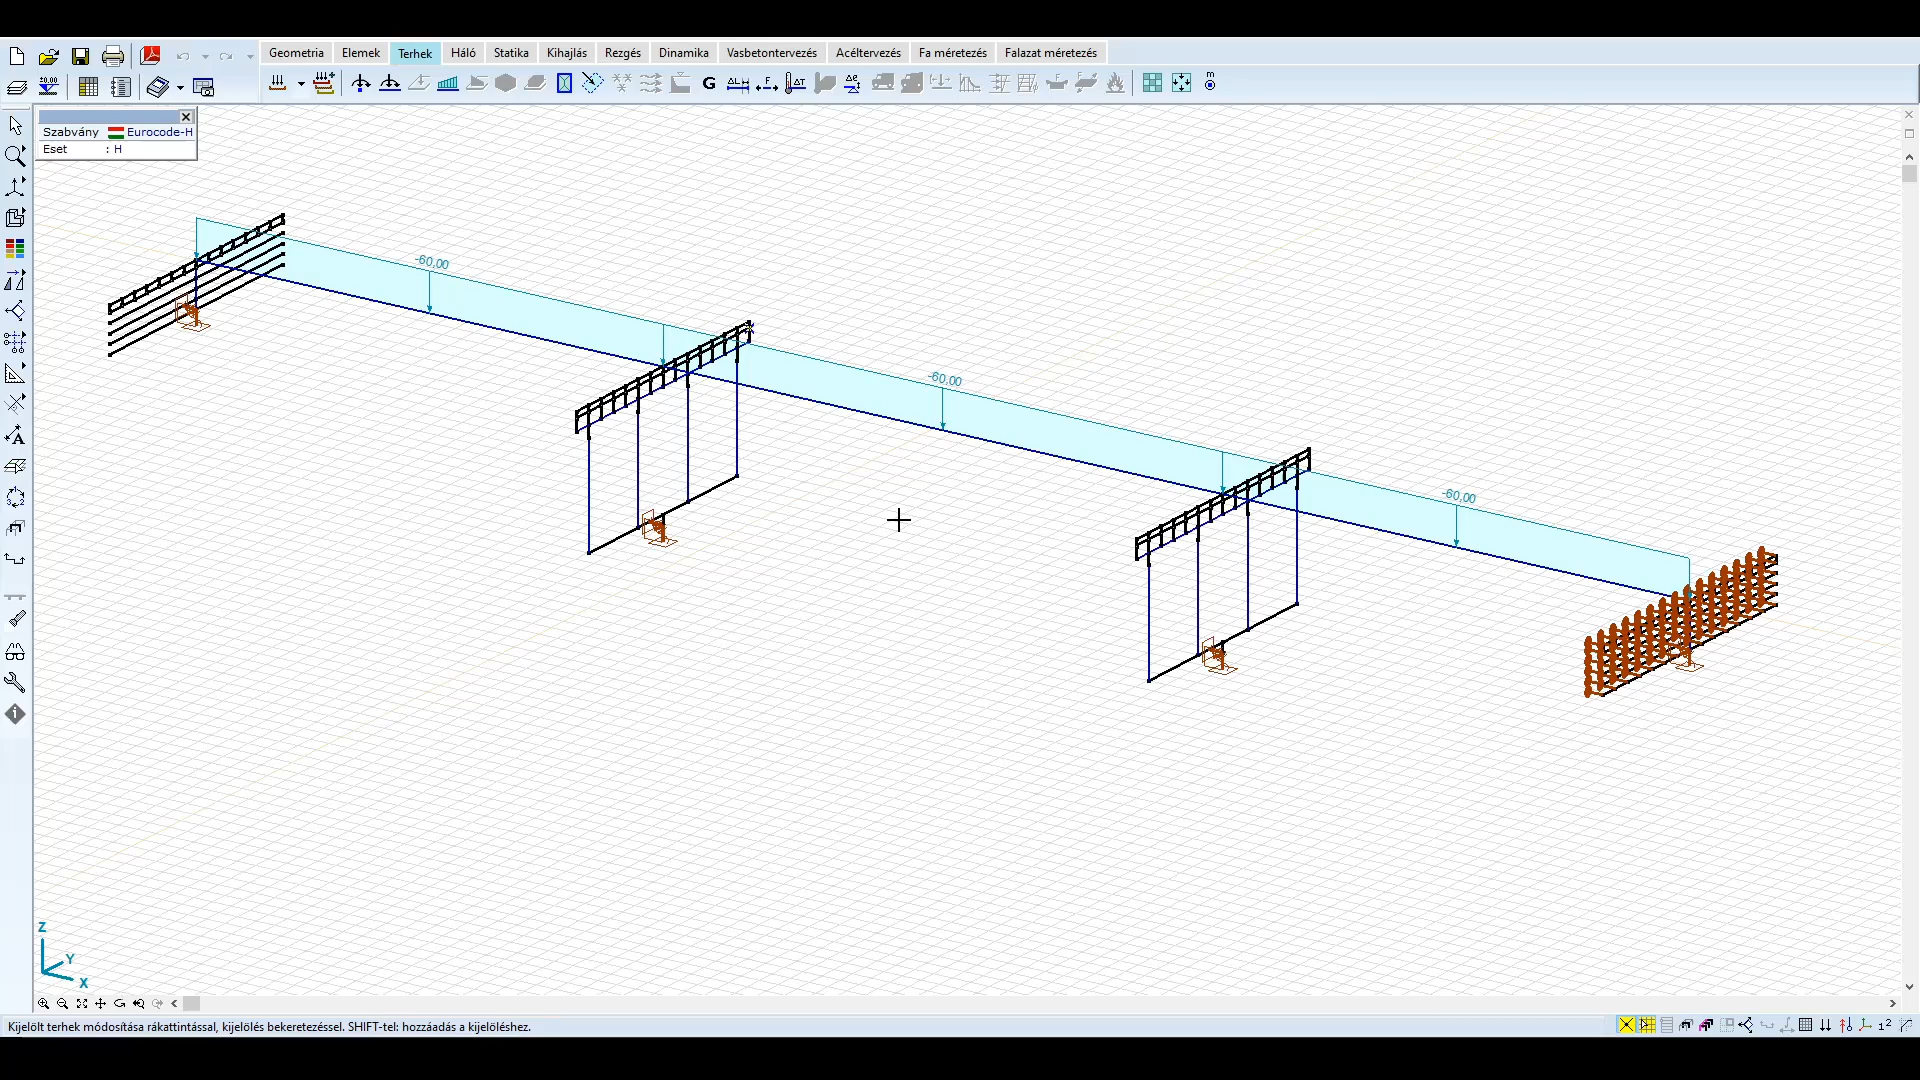 Geometria Elemek Terhek Háló Statika Kihajlás Rezgés Dinamika Vasbetontervezés Acéltervezés Fa méretezés Falazat méretezés
G
Szabvány Eurocode-H
Eset : H
-60,00
-60,00
-60,00
Z
Y
X
Kijelölt terhek módosítása rákattintással, kijelölés bekeretezéssel. SHIFT-tel: hozzáadás a kijelöléshez.